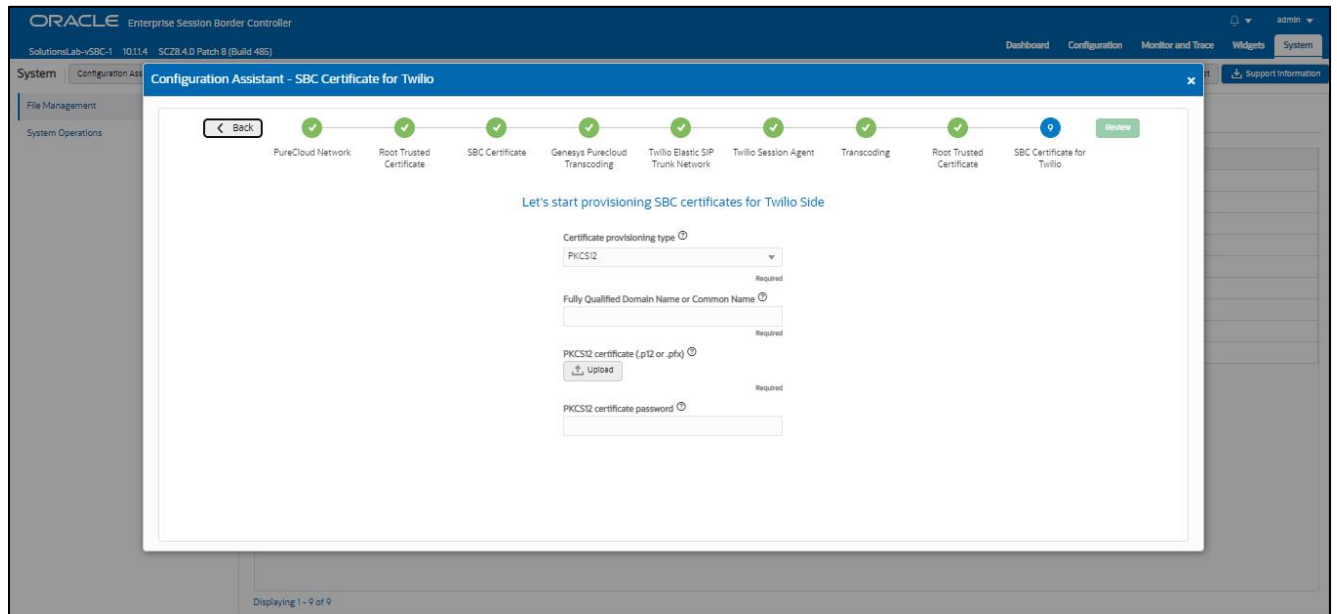 ORACLE Enterprise Session Border Controller
admin
SolutionsLab-vSBC-1 10.1.1.4 SCZ8.4.0 Patch 8 (Build 485)
Dashboard Configuration Monitor and Trace Widgets System
System Configuration Ass
Support Information
Configuration Assistant - SBC Certificate for Twilio
File Management
System Operations
Back
9
Review
PureCloud Network
Root Trusted
Certificate
SBC Certificate
Genesys Purecloud
Transcoding
Twilio Elastic SIP
Trunk Network
Twilio Session Agent
Transcoding
Root Trusted
Certificate
SBC Certificate for
Twilio
Let's start provisioning SBC certificates for Twilio Side
Certificate provisioning type
PKCS12
Required
Fully Qualified Domain Name or Common Name
Required
PKCS12 certificate (.p12 or .pfx)
Upload
Required
PKCS12 certificate password
Displaying 1 - 9 of 9